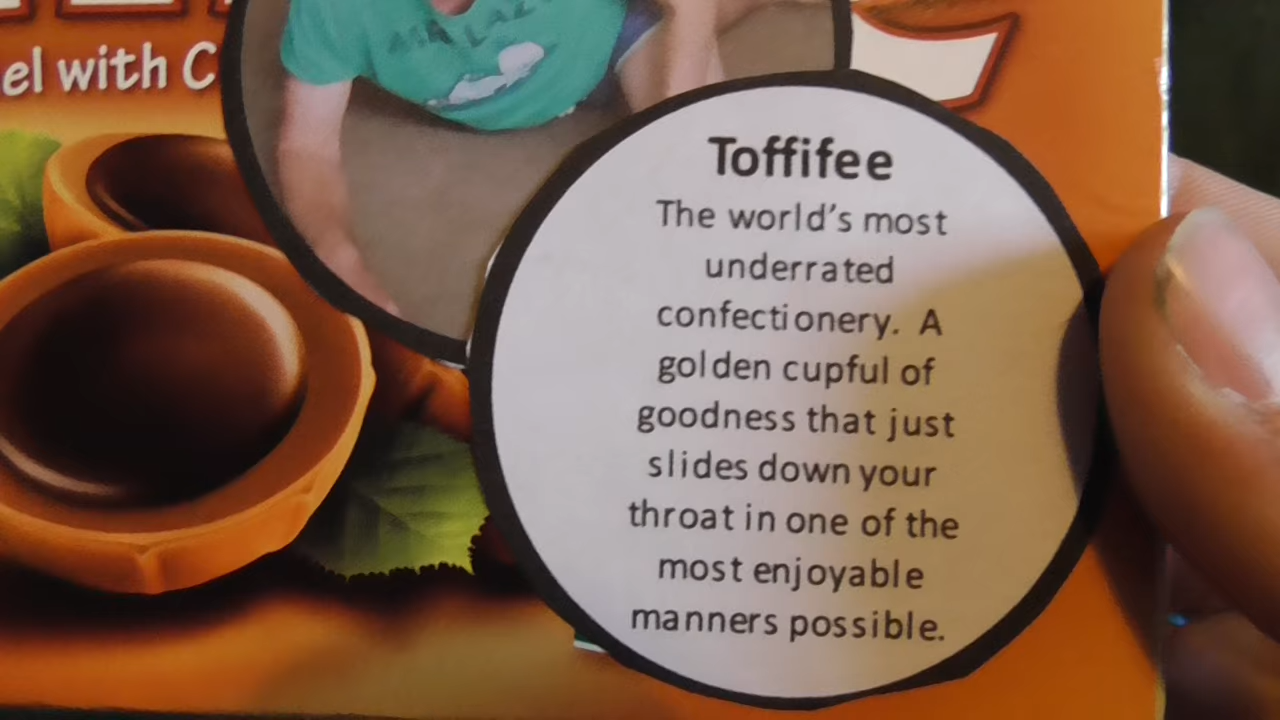 el with C
Toffifee
The world's most
underrated
confectionery. A
golden cupful of
goodness that just
slides down your
throat in one of the
most enjoyable
manners possible.